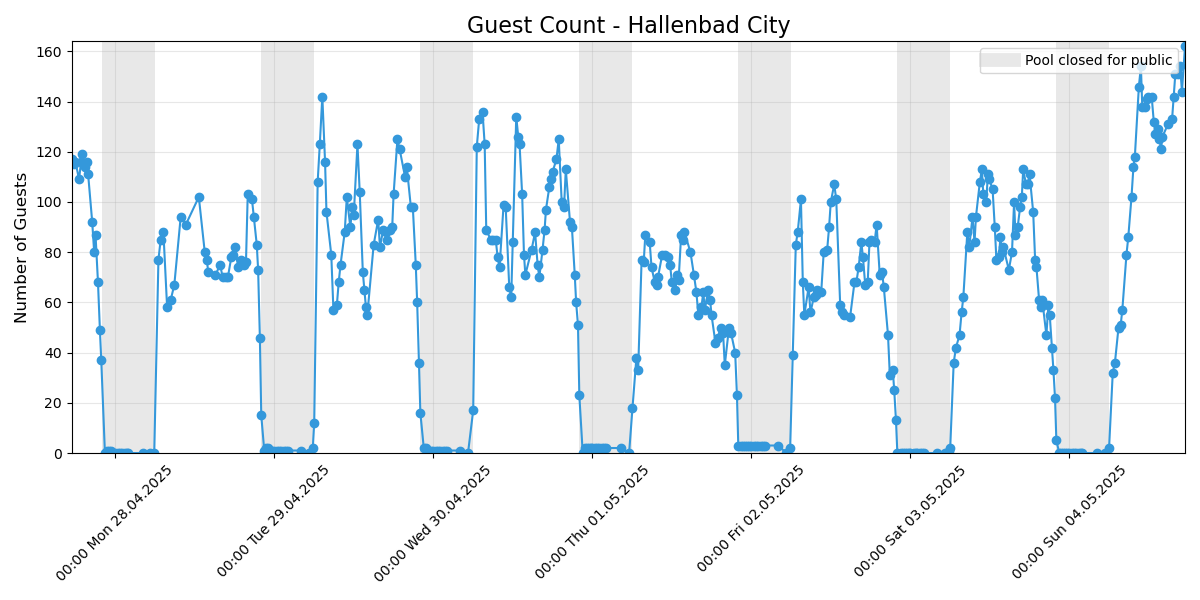 Guest Count - Hallenbad City
Pool closed for public
Number of Guests
160
140
120
100
80
60
40
20
0
00:00 Mon 28.04.2025
00:00 Tue 29.04.2025
00:00 Wed 30.04.2025
00:00 Thu 01.05.2025
00:00 Fri 02.05.2025
00:00 Sat 03.05.2025
00:00 Sun 04.05.2025